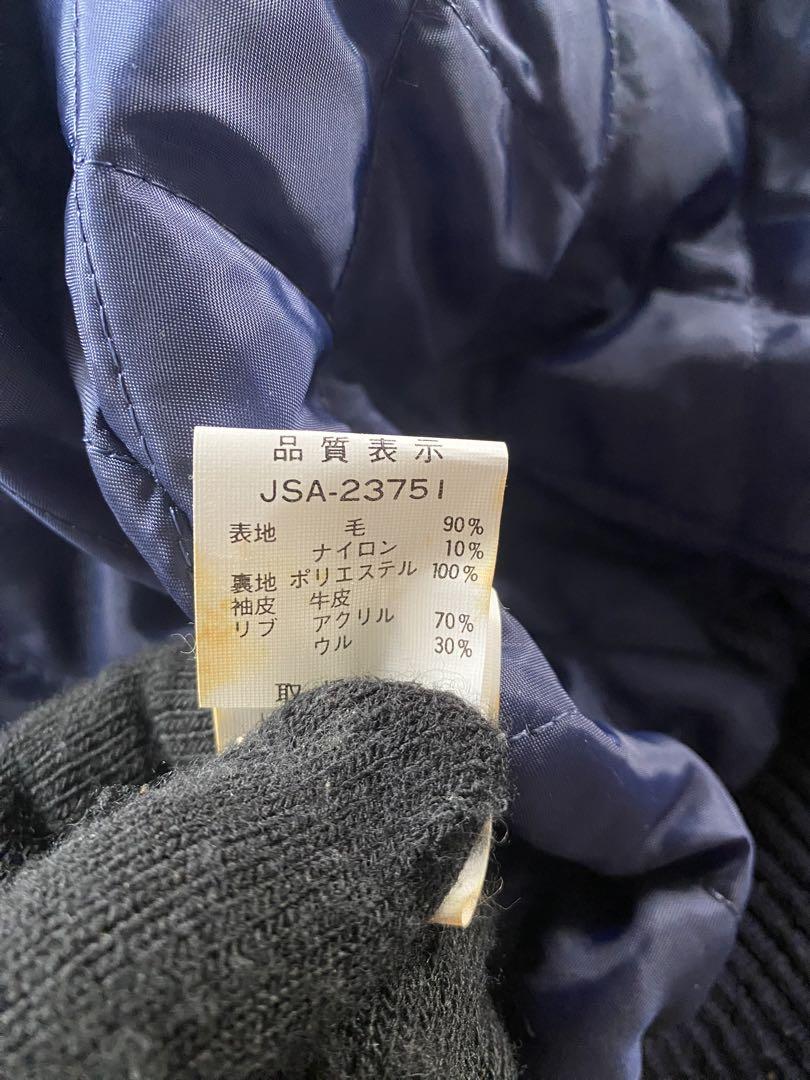 品質表示
JSA-23751
表地 毛 90%
ナイロン 10%
裏地 ポリエステル 100%
袖皮 牛皮
リブ アクリル 70%
ウル 30%
取